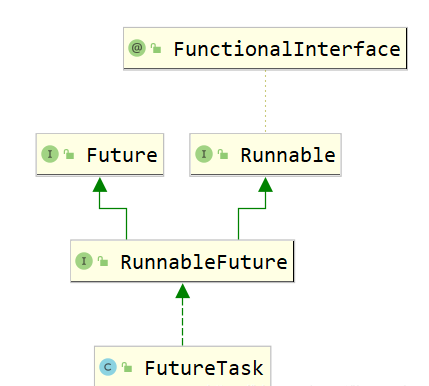 @ FunctionalInterface
I Future
I Runnable
I RunnableFuture
C FutureTask